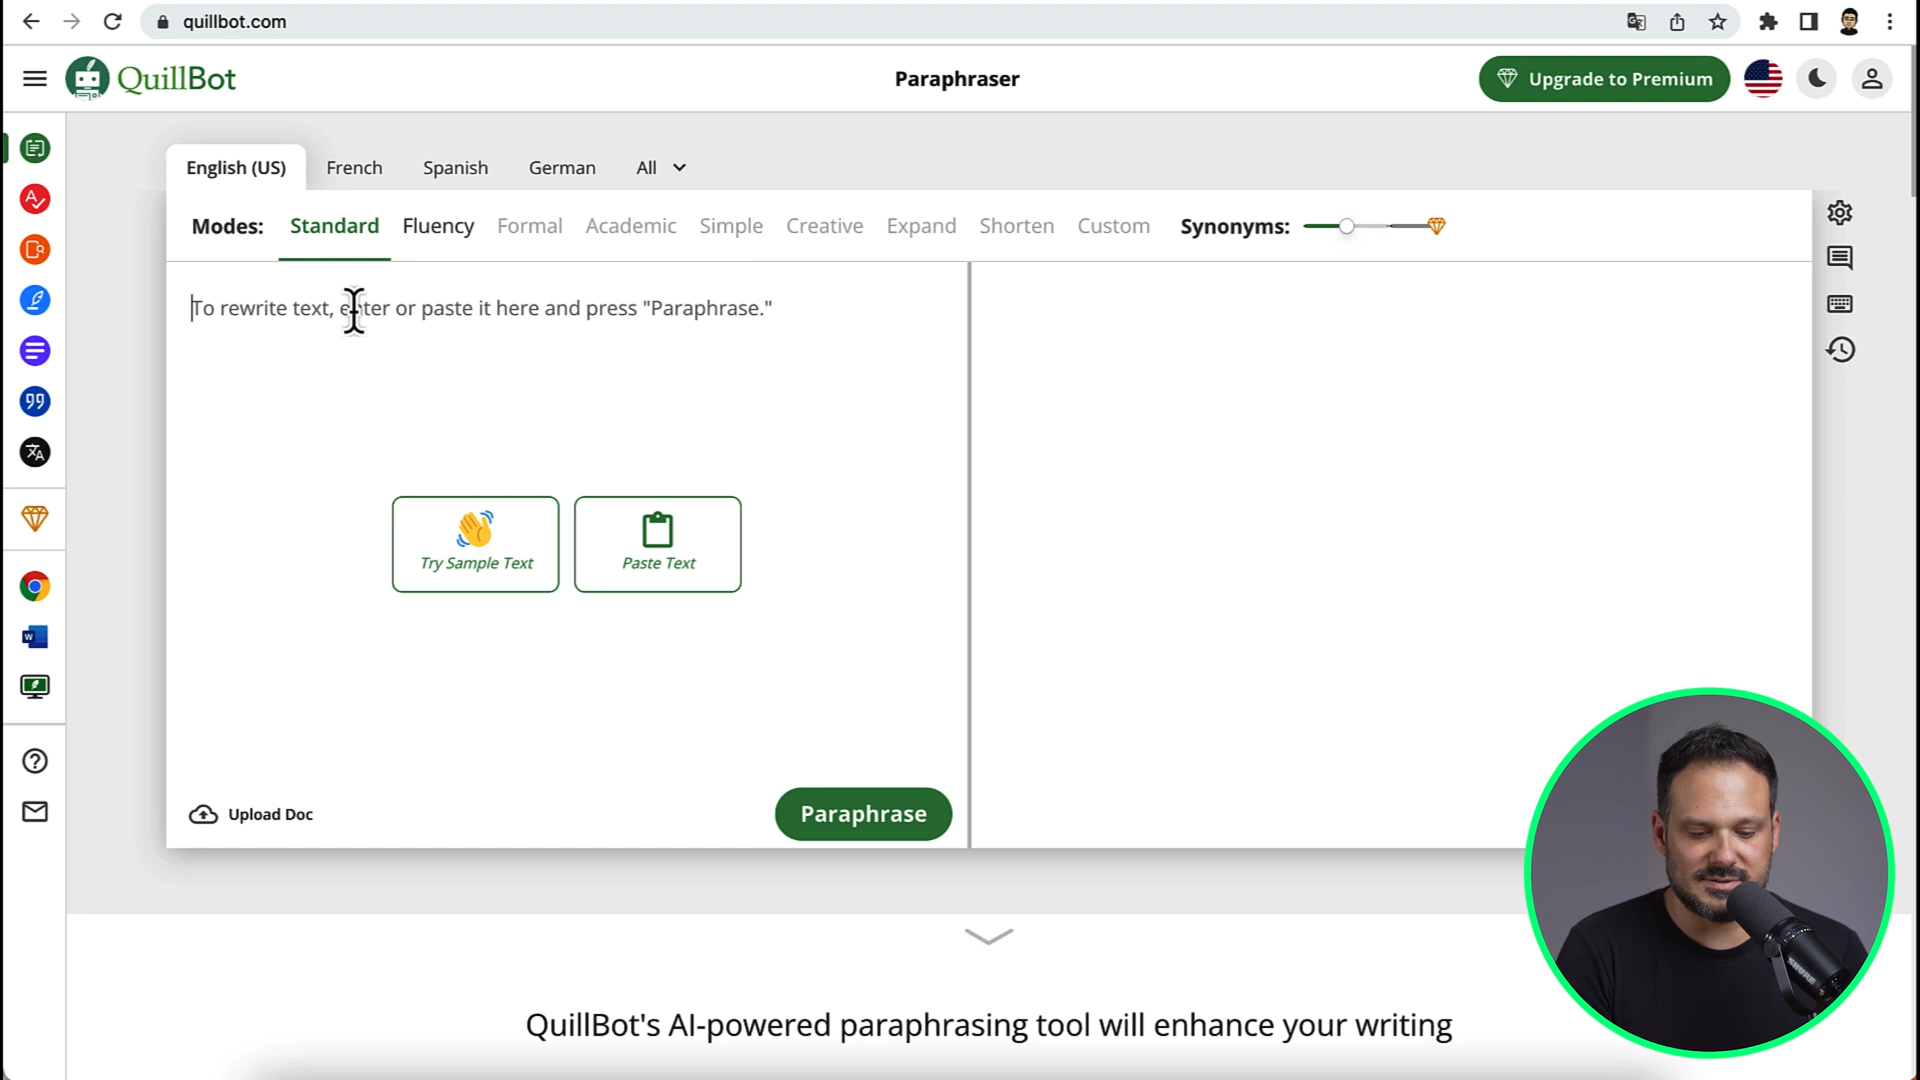 quillbot.com
QuillBot
Paraphraser
Upgrade to Premium
English (US) French Spanish German All
Modes: Standard Fluency Formal Academic Simple Creative Expand Shorten Custom Synonyms:
To rewrite text, enter or paste it here and press "Paraphrase."
Try Sample Text
Paste Text
Upload Doc
Paraphrase
QuillBot's AI-powered paraphrasing tool will enhance your writing
SHURE